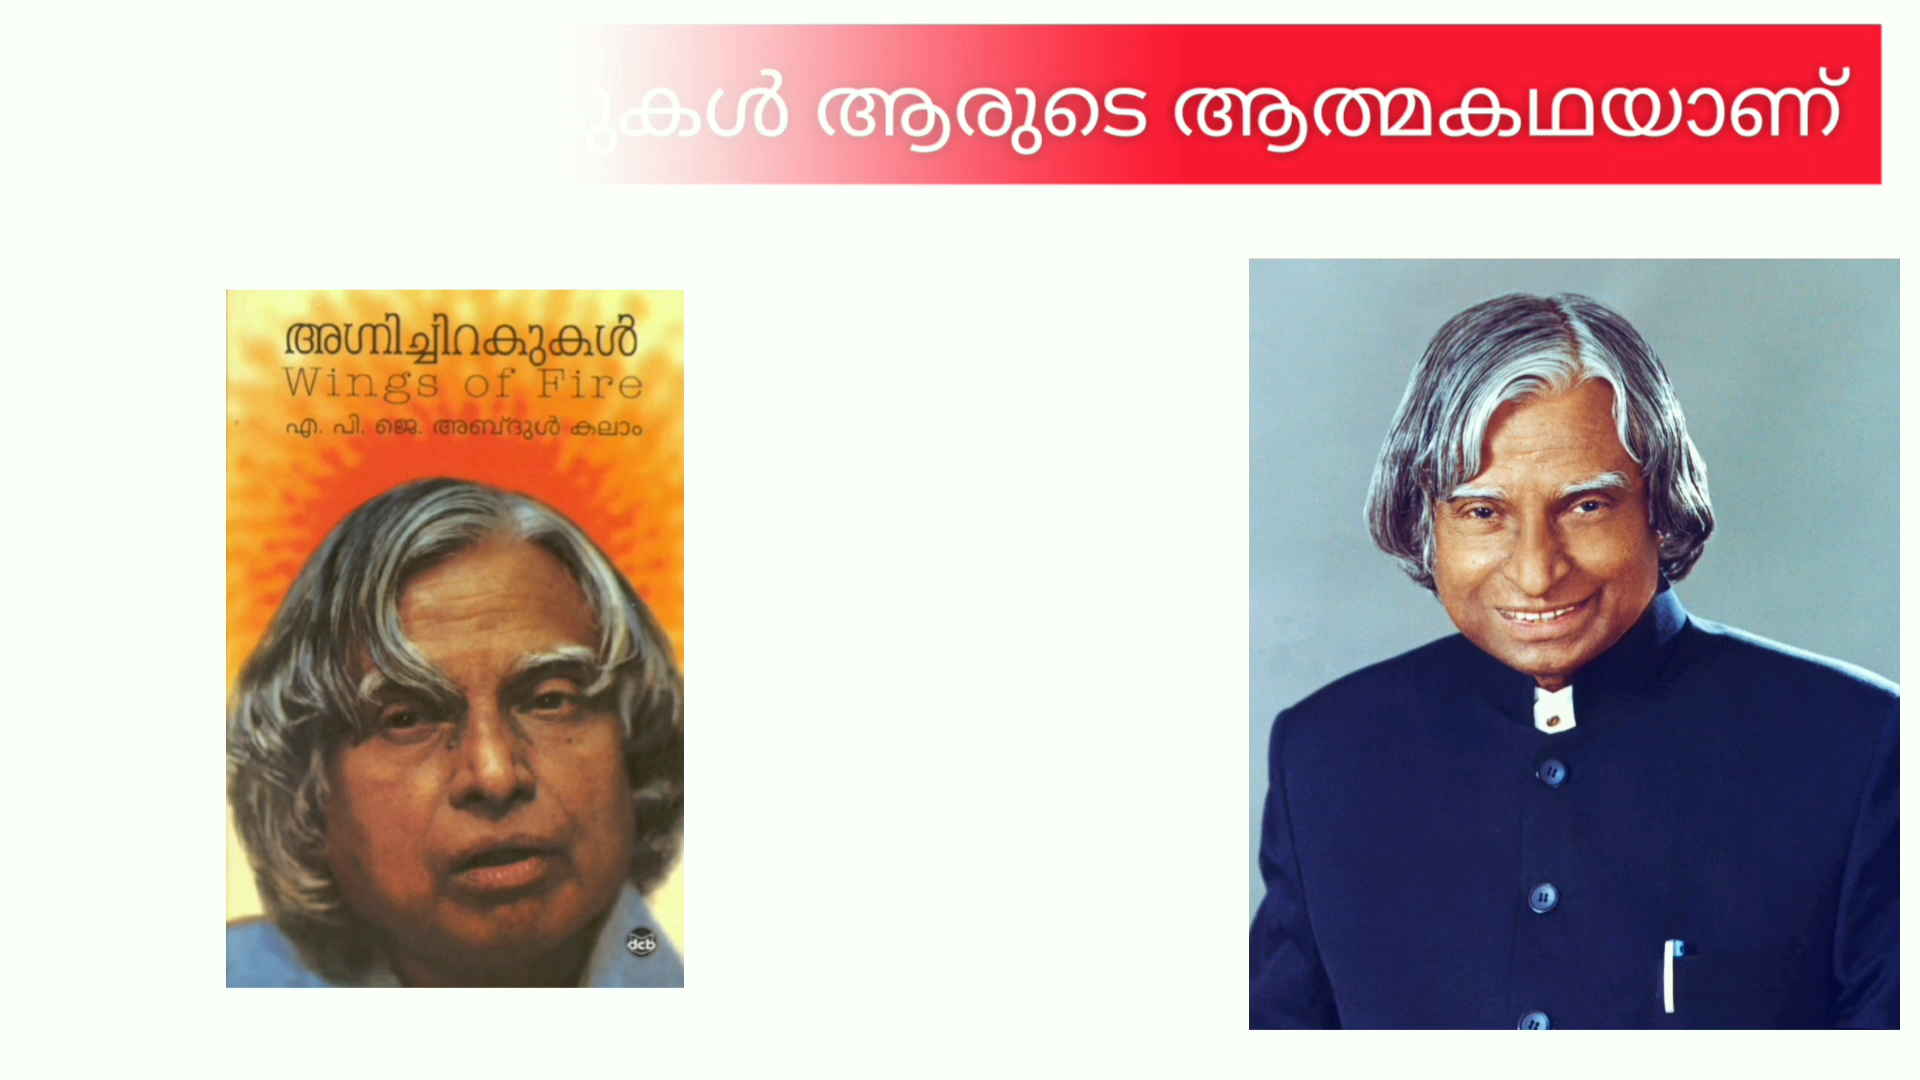 കുകൾ ആരുടെ ആത്മകഥയാണ്
അഗ്നിച്ചിറകുകൾ
Wings of Fire
എ. പി. ജെ. അബ്ദുൾ കലാം
dcb